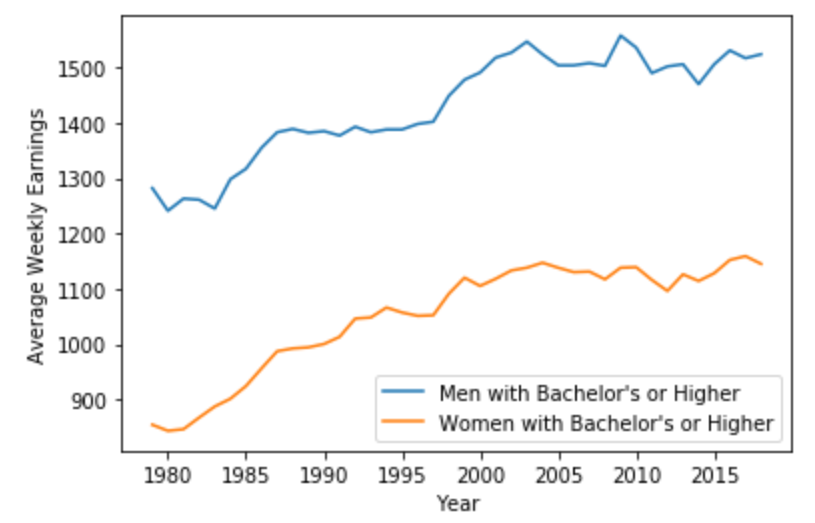 1500
1400
1300
1200
1100
1000
900
Average Weekly Earnings
Men with Bachelor's or Higher
Women with Bachelor's or Higher
1980 1985 1990 1995 2000 2005 2010 2015
Year